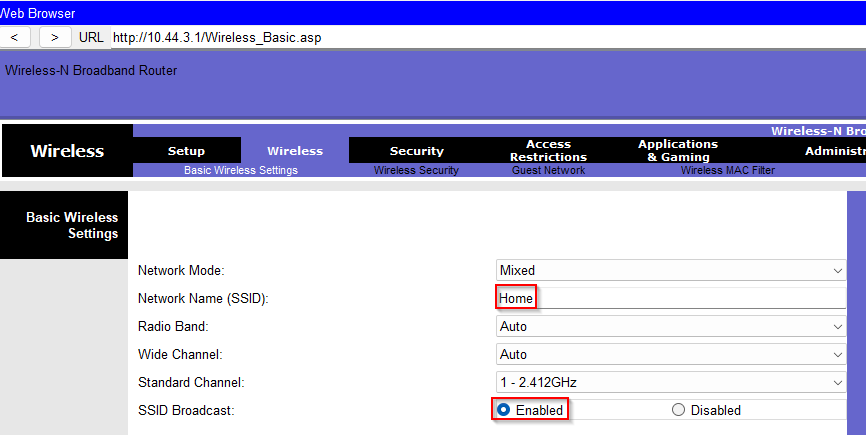 Web Browser
< > URL http://10.44.3.1/Wireless_Basic.asp
Wireless-N Broadband Router
Wireless-N Bro
Wireless Setup Wireless Security Access Restrictions Applications & Gaming Administr
Basic Wireless Settings Wireless Security Guest Network Wireless MAC Filter
Basic Wireless
Settings
Network Mode: Mixed
Network Name (SSID): Home
Radio Band: Auto
Wide Channel: Auto
Standard Channel: 1 - 2.412GHz
SSID Broadcast: Enabled Disabled